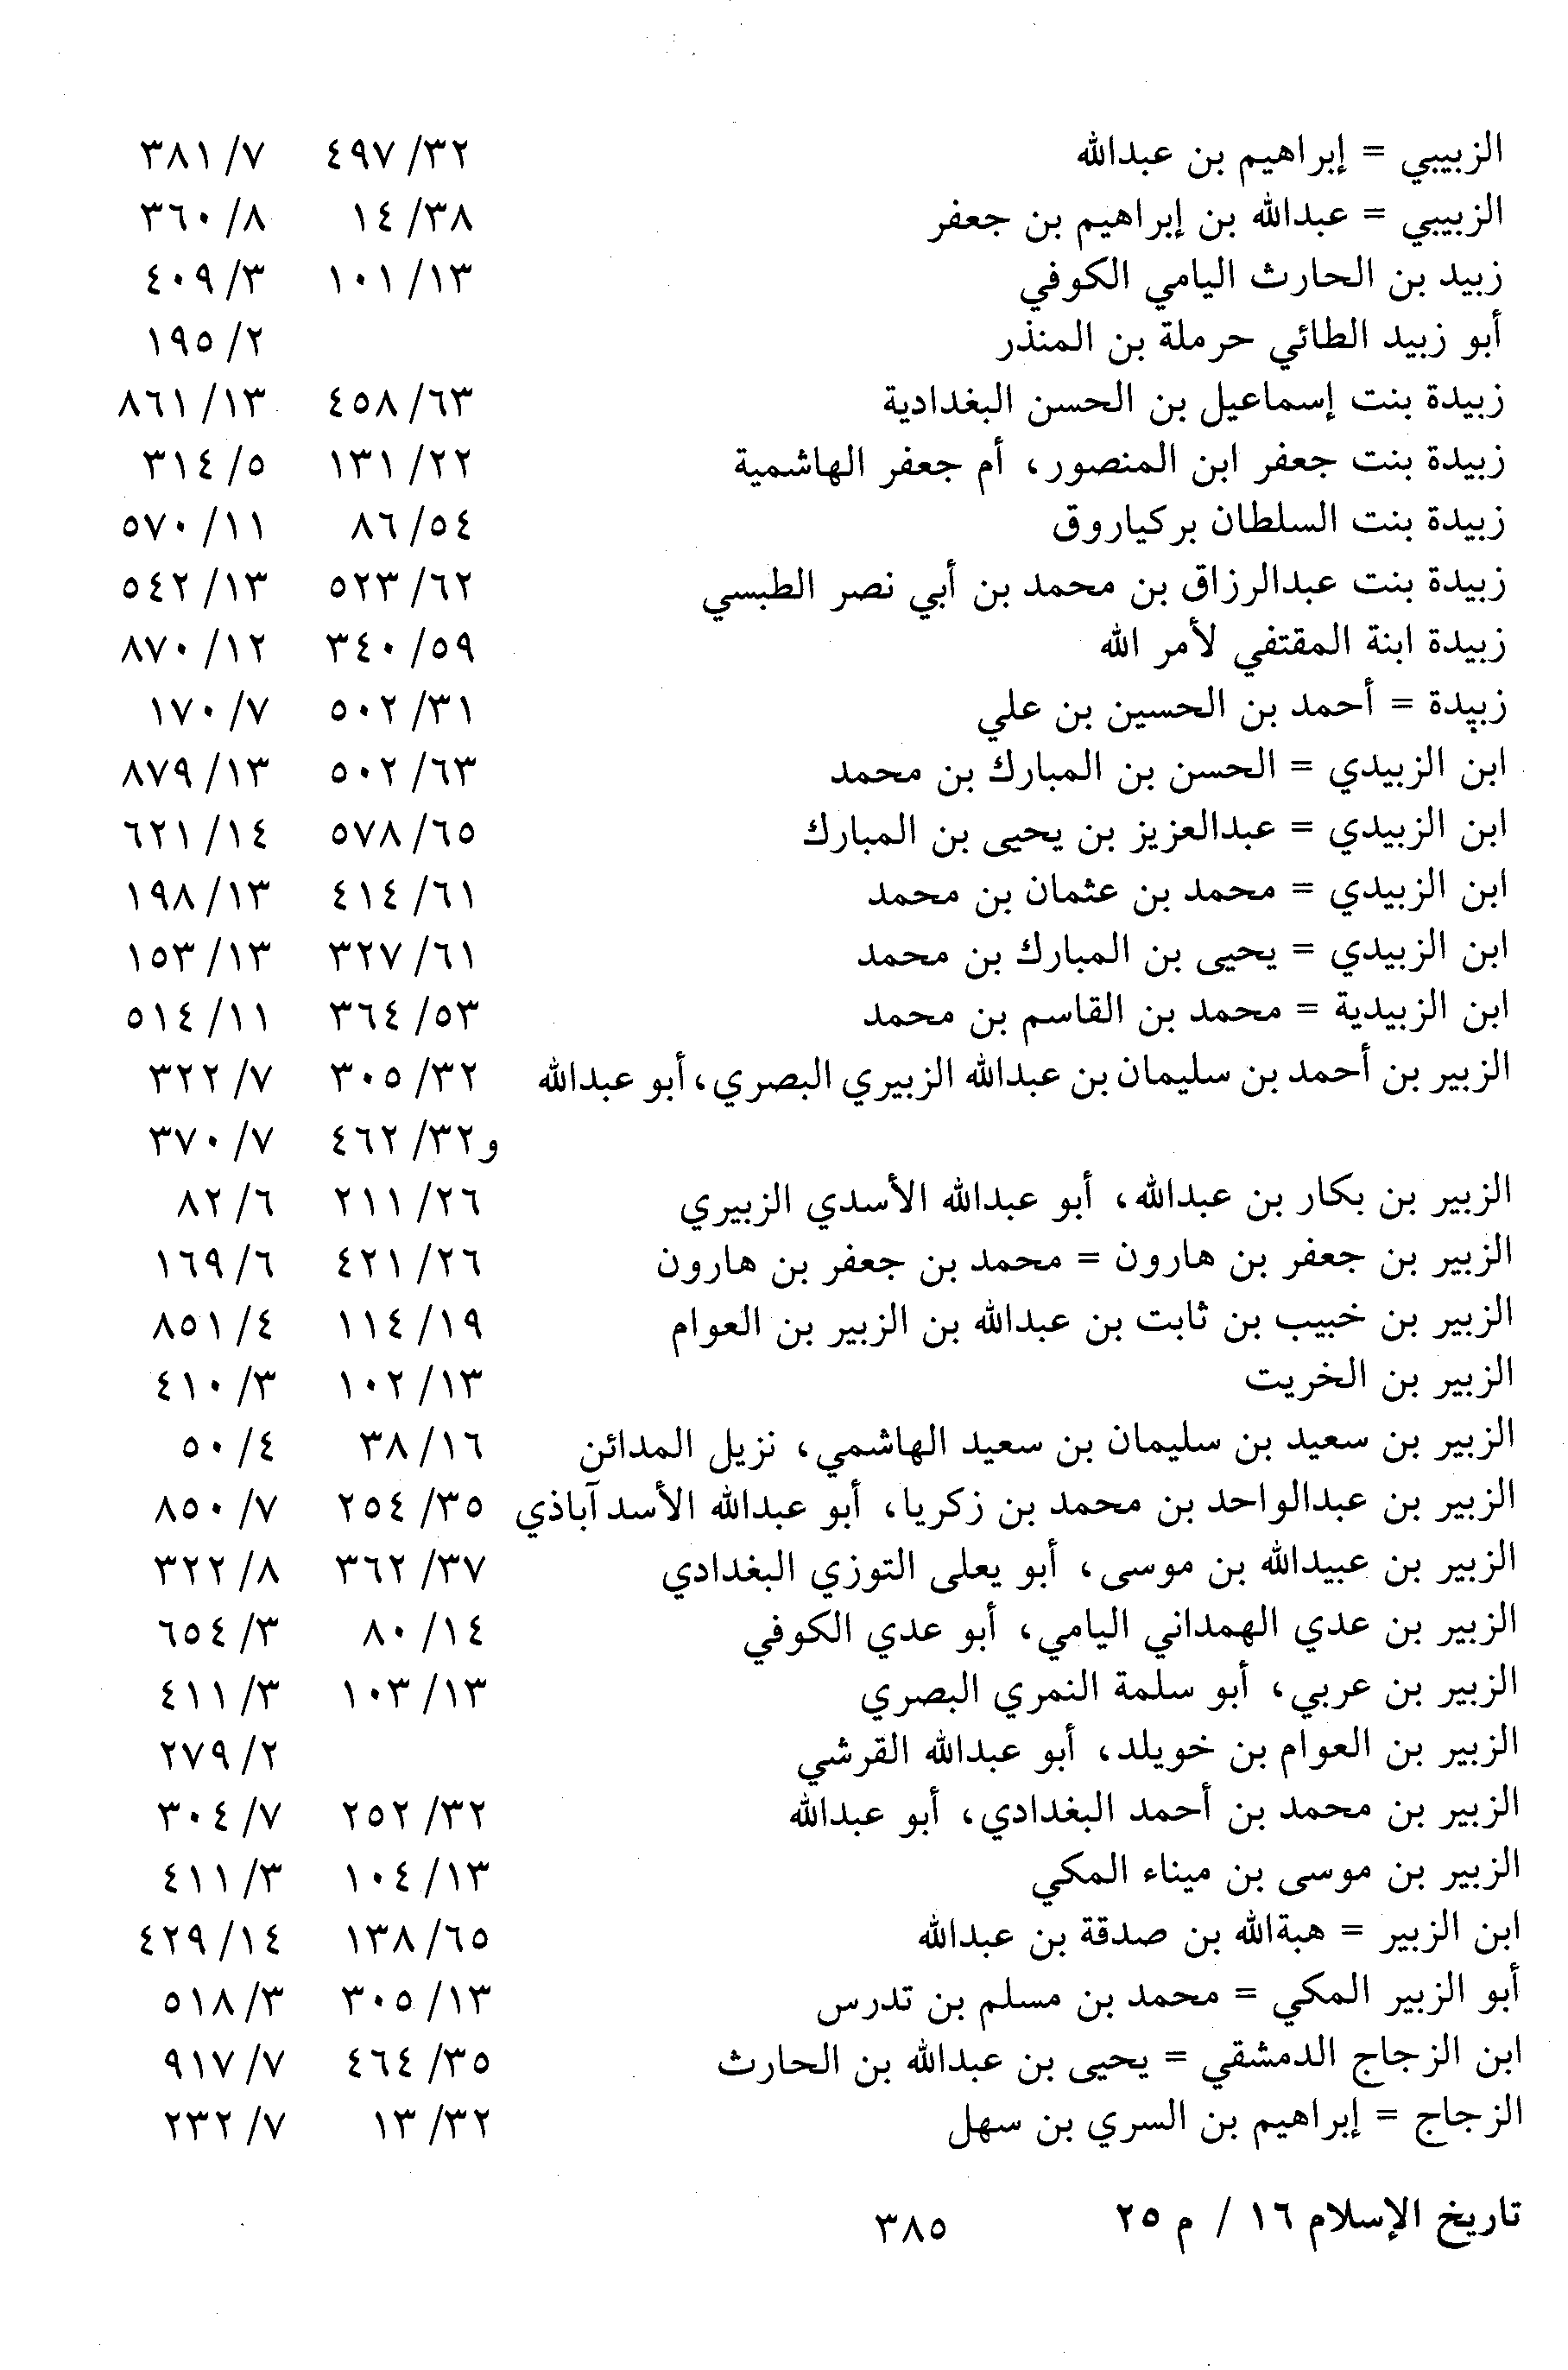 الزبيبي = إبراهيم بن عبدالله ٣٢/ ٤٩٧ ٧/ ٣٨١
الزبيبي = عبدالله بن إبراهيم بن جعفر ٣٨/ ١٤ ٨/ ٣٦٠
زبيد بن الحارث اليامي الكوفي ١٣/ ١٠١ ٣/ ٤٠٩
أبو زبيد الطائي حرملة بن المنذر ٢/ ١٩٥
زبيدة بنت إسماعيل بن الحسن البغدادية ٦٣/ ٤٥٨ ١٣/ ٨٦١
زبيدة بنت جعفر ابن المنصور، أم جعفر الهاشمية ٢٢/ ١٣١ ٥/ ٣١٤
زبيدة بنت السلطان بركياروق ٥٤/ ٨٦ ١١/ ٥٧٠
زبيدة بنت عبدالرزاق بن محمد بن أبي نصر الطبسي ٦٢/ ٥٢٣ ١٣/ ٥٤٢
زبيدة ابنة المقتفي لأمر الله ٥٩/ ٣٤٠ ١٢/ ٨٧٠
زبيدة = أحمد بن الحسين بن علي ٣١/ ٥٠٢ ٧/ ١٧٠
ابن الزبيدي = الحسن بن المبارك بن محمد ٦٣/ ٥٠٢ ١٣/ ٨٧٩
ابن الزبيدي = عبدالعزيز بن يحيى بن المبارك ٦٥/ ٥٧٨ ١٤/ ٦٢١
ابن الزبيدي = محمد بن عثمان بن محمد ٦١/ ٤١٤ ١٣/ ١٩٨
ابن الزبيدي = يحيى بن المبارك بن محمد ٦١/ ٣٢٧ ١٣/ ١٥٣
ابن الزبيدية = محمد بن القاسم بن محمد ٥٣/ ٣٦٤ ١١/ ٥١٤
الزبير بن أحمد بن سليمان بن عبدالله الزبيري البصري، أبو عبدالله ٣٢/ ٣٠٥ ٧/ ٣٢٢
و٣٢/ ٤٦٢ ٧/ ٣٧٠
الزبير بن بكار بن عبدالله، أبو عبدالله الأسدي الزبيري ٢٦/ ٢١١ ٦/ ٨٢
الزبير بن جعفر بن هارون = محمد بن جعفر بن هارون ٢٦/ ٤٢١ ٦/ ١٦٩
الزبير بن خبيب بن ثابت بن عبدالله بن الزبير بن العوام ١٩/ ١١٤ ٤/ ٨٥١
الزبير بن الخريت ١٣/ ١٠٢ ٣/ ٤١٠
الزبير بن سعيد بن سليمان بن سعيد الهاشمي، نزيل المدائن ١٦/ ٣٨ ٤/ ٥٠
الزبير بن عبدالواحد بن محمد بن زكريا، أبو عبدالله الأسدآباذي ٣٥/ ٢٥٤ ٧/ ٨٥٠
الزبير بن عبيدالله بن موسى، أبو يعلى التوزي البغدادي ٣٧/ ٣٦٢ ٨/ ٣٢٢
الزبير بن عدي الهمداني اليامي، أبو عدي الكوفي ١٤/ ٨٠ ٣/ ٦٥٤
الزبير بن عربي، أبو سلمة النمري البصري ١٣/ ١٠٣ ٣/ ٤١١
الزبير بن العوام بن خويلد، أبو عبدالله القرشي ٢/ ٢٧٩
الزبير بن محمد بن أحمد البغدادي، أبو عبدالله ٣٢/ ٢٥٢ ٧/ ٣٠٤
الزبير بن موسى بن ميناء المكي ١٣/ ١٠٤ ٣/ ٤١١
ابن الزبير = هبةالله بن صدقة بن عبدالله ٦٥/ ١٣٨ ١٤/ ٤٢٩
أبو الزبير المكي = محمد بن مسلم بن تدرس ١٣/ ٣٠٥ ٣/ ٥١٨
ابن الزجاج الدمشقي = يحيى بن عبدالله بن الحارث ٣٥/ ٤٦٤ ٧/ ٩١٧
الزجاج = إبراهيم بن السري بن سهل ٣٢/ ١٣ ٧/ ٢٣٢
تاريخ الإسلام ١٦ / م ٢٥ ٣٨٥